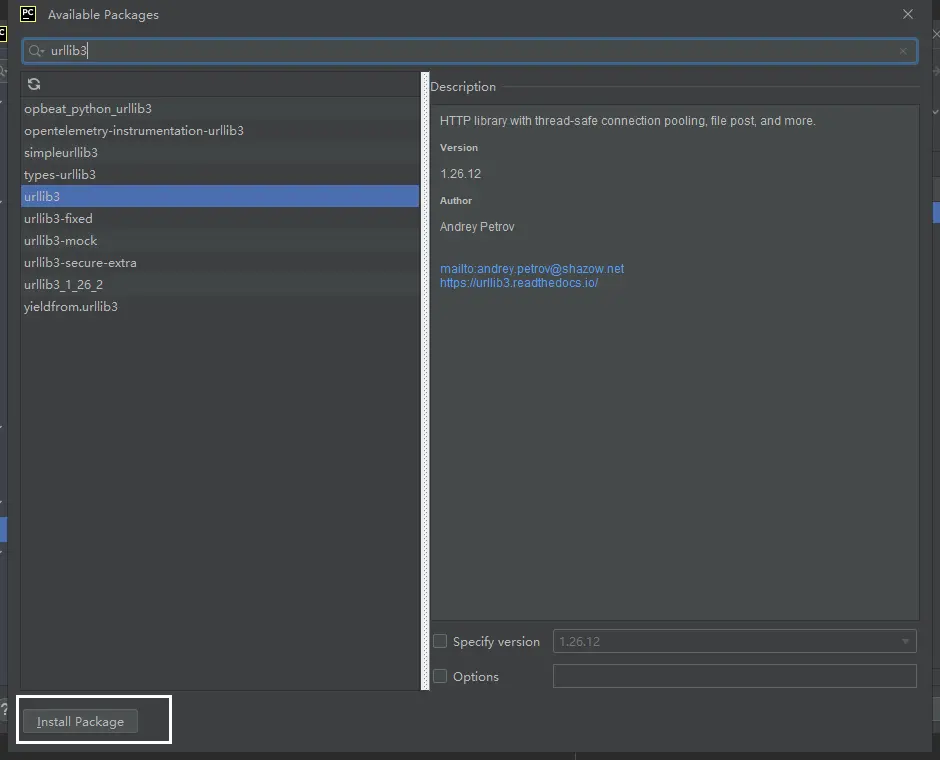 PC Available Packages
urllib3
opbeat_python_urllib3
opentelemetry-instrumentation-urllib3
simpleurllib3
types-urllib3
urllib3
urllib3-fixed
urllib3-mock
urllib3-secure-extra
urllib3_1_26_2
yieldfrom.urllib3
Description
HTTP library with thread-safe connection pooling, file post, and more.
Version
1.26.12
Author
Andrey Petrov
mailto:andrey.petrov@shazow.net
https://urllib3.readthedocs.io/
Specify version 1.26.12
Options
? Install Package